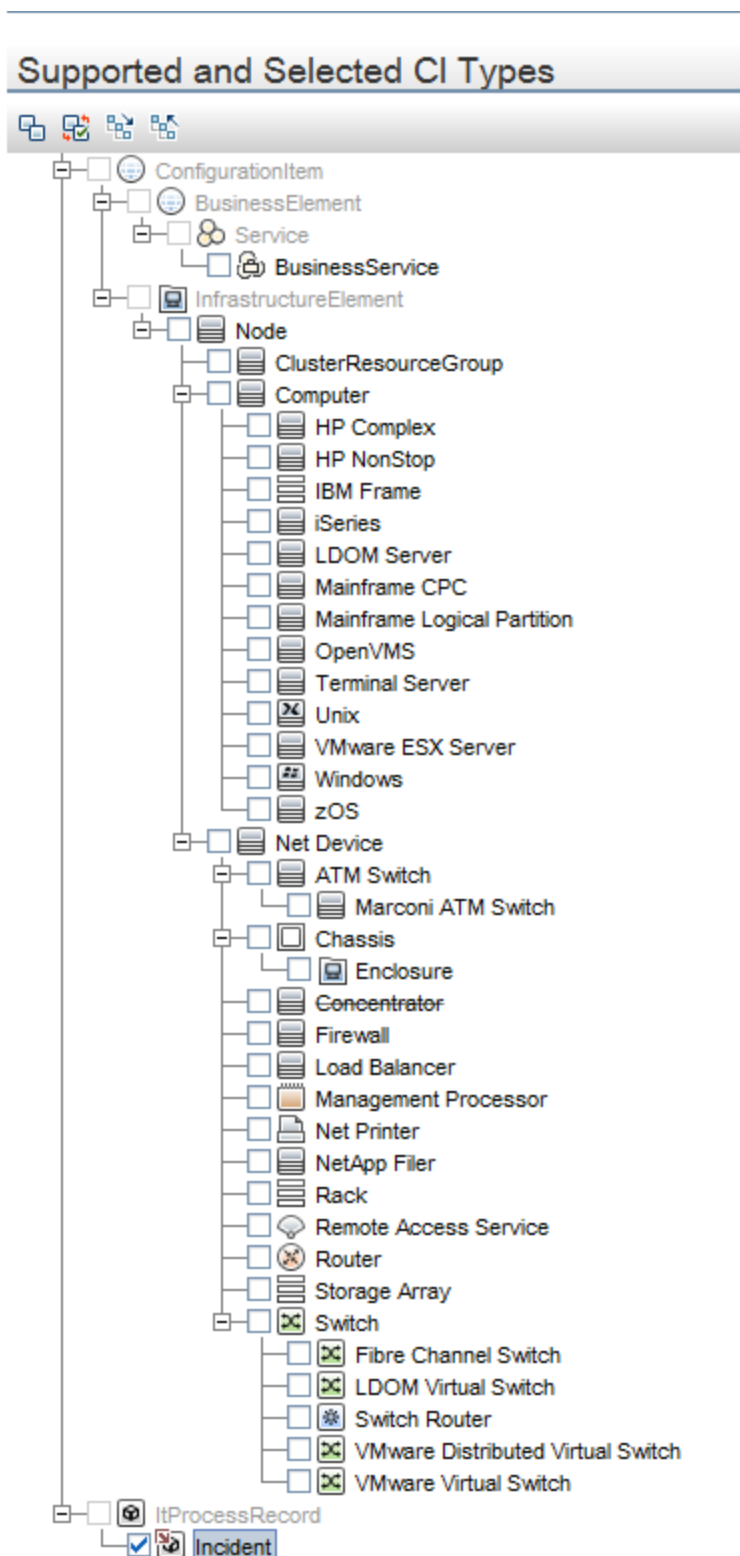 Supported and Selected CI Types
ConfigurationItem
BusinessElement
Service
BusinessService
InfrastructureElement
Node
ClusterResourceGroup
Computer
HP Complex
HP NonStop
IBM Frame
iSeries
LDOM Server
Mainframe CPC
Mainframe Logical Partition
OpenVMS
Terminal Server
Unix
VMware ESX Server
Windows
zOS
Net Device
ATM Switch
Marconi ATM Switch
Chassis
Enclosure
Concentrator
Firewall
Load Balancer
Management Processor
Net Printer
NetApp Filer
Rack
Remote Access Service
Router
Storage Array
Switch
Fibre Channel Switch
LDOM Virtual Switch
Switch Router
VMware Distributed Virtual Switch
VMware Virtual Switch
ItProcessRecord
Incident